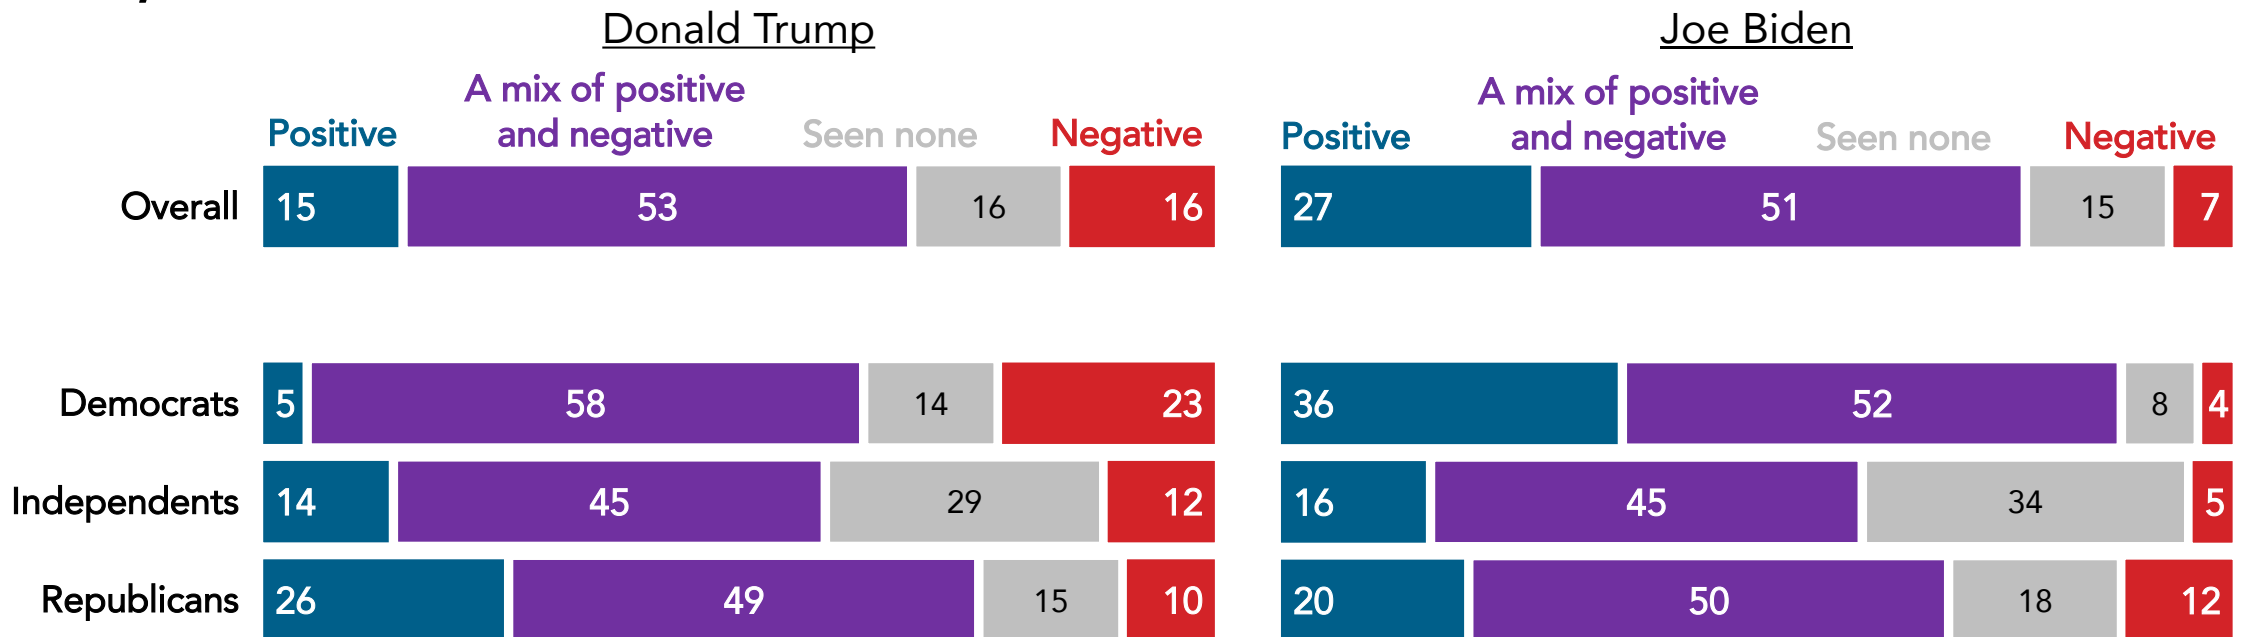 Donald Trump
Joe Biden
A mix of positive
and negative
Positive
Seen none
Negative
A mix of positive
and negative
Positive
Seen none
Negative
Overall 15 53 16 16 27 51 15 7
Democrats 5 58 14 23 36 52 8 4
Independents 14 45 29 12 16 45 34 5
Republicans 26 49 15 10 20 50 18 12